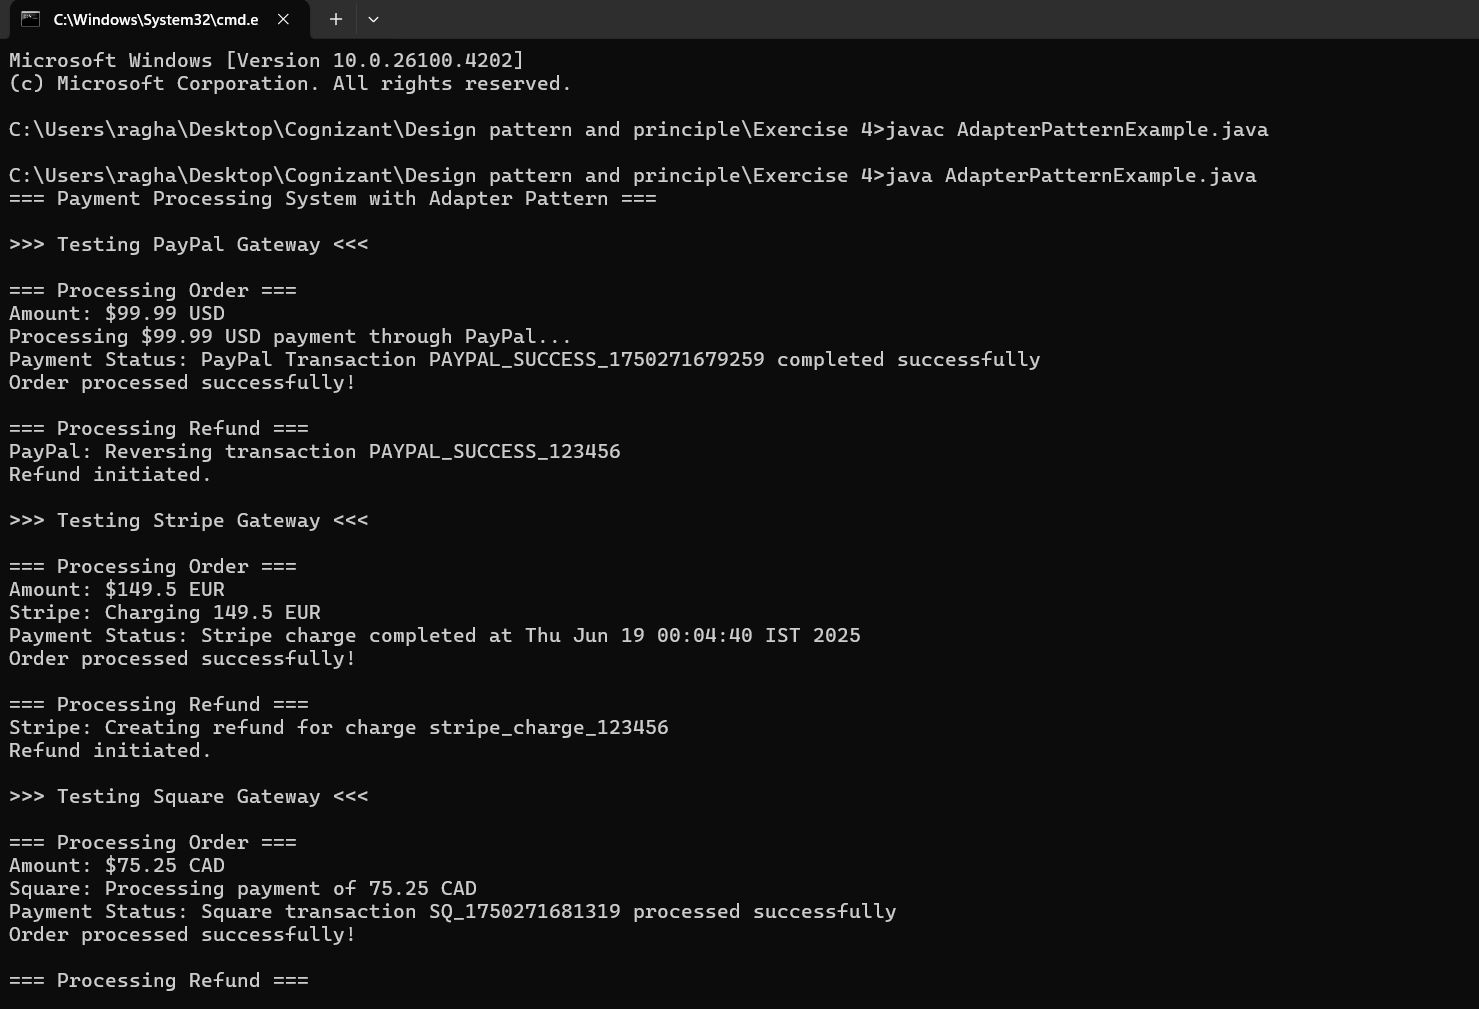 C:\Windows\System32\cmd.e
Microsoft Windows [Version 10.0.26100.4202]
(c) Microsoft Corporation. All rights reserved.
C:\Users\ragha\Desktop\Cognizant\Design pattern and principle\Exercise 4>javac AdapterPatternExample.java
C:\Users\ragha\Desktop\Cognizant\Design pattern and principle\Exercise 4>java AdapterPatternExample.java
=== Payment Processing System with Adapter Pattern ===
>>> Testing PayPal Gateway <<<
=== Processing Order ===
Amount: $99.99 USD
Processing $99.99 USD payment through PayPal...
Payment Status: PayPal Transaction PAYPAL_SUCCESS_1750271679259 completed successfully
Order processed successfully!
=== Processing Refund ===
PayPal: Reversing transaction PAYPAL_SUCCESS_123456
Refund initiated.
>>> Testing Stripe Gateway <<<
=== Processing Order ===
Amount: $149.5 EUR
Stripe: Charging 149.5 EUR
Payment Status: Stripe charge completed at Thu Jun 19 00:04:40 IST 2025
Order processed successfully!
=== Processing Refund ===
Stripe: Creating refund for charge stripe_charge_123456
Refund initiated.
>>> Testing Square Gateway <<<
=== Processing Order ===
Amount: $75.25 CAD
Square: Processing payment of 75.25 CAD
Payment Status: Square transaction SQ_1750271681319 processed successfully
Order processed successfully!
=== Processing Refund ===